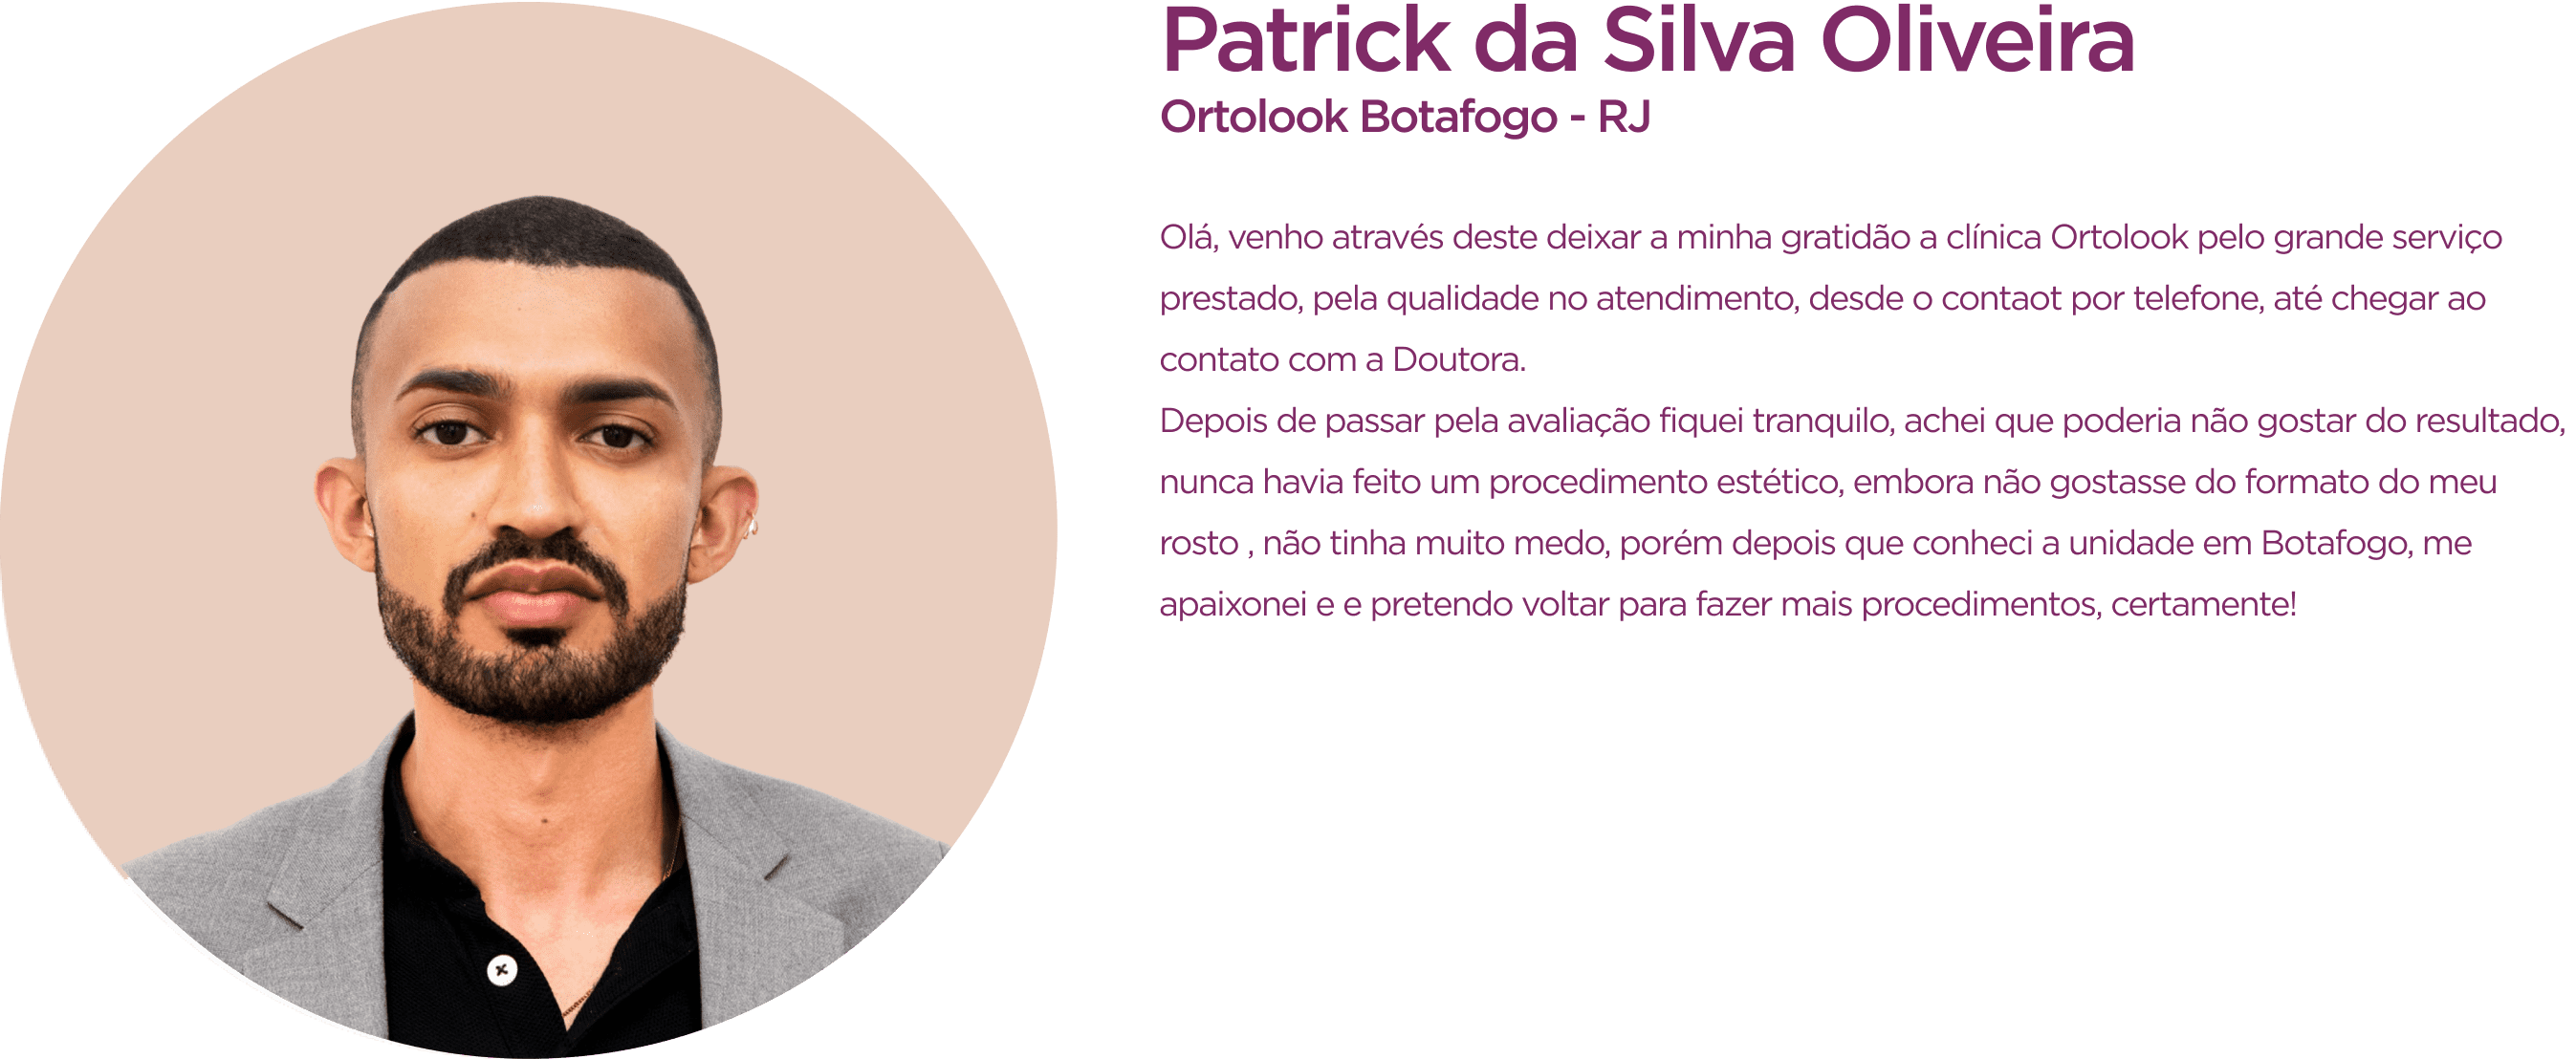 Patrick da Silva Oliveira
Ortolook Botafogo - RJ
Olá, venho através deste deixar a minha gratidão a clínica Ortolook pelo grande serviço
prestado, pela qualidade no atendimento, desde o contaot por telefone, até chegar ao
contato com a Doutora.
Depois de passar pela avaliação fiquei tranquilo, achei que poderia não gostar do resultado,
nunca havia feito um procedimento estético, embora não gostasse do formato do meu
rosto , não tinha muito medo, porém depois que conheci a unidade em Botafogo, me
apaixonei e e pretendo voltar para fazer mais procedimentos, certamente!